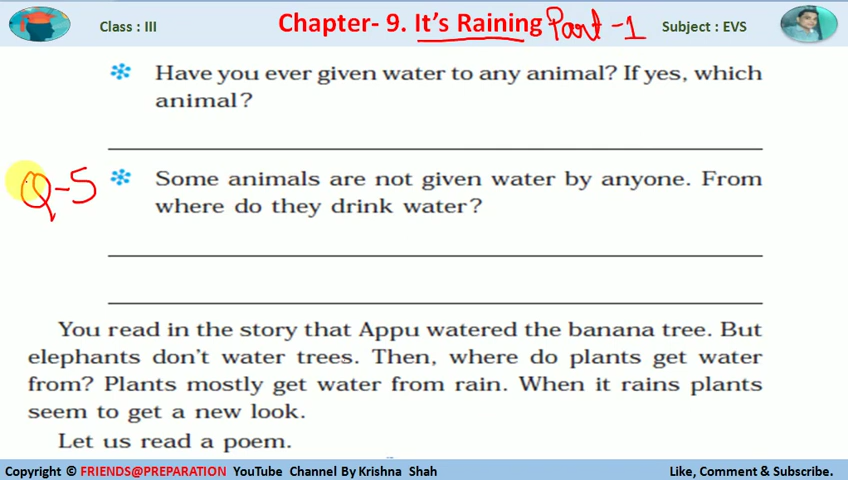 Class : III
Chapter- 9. It's Raining Part -1
Subject : EVS
Have you ever given water to any animal? If yes, which
animal?
Q-5
Some animals are not given water by anyone. From
where do they drink water?
You read in the story that Appu watered the banana tree. But
elephants don't water trees. Then, where do plants get water
from? Plants mostly get water from rain. When it rains plants
seem to get a new look.
Let us read a poem.
Copyright © FRIENDS@PREPARATION YouTube Channel By Krishna Shah
Like, Comment & Subscribe.